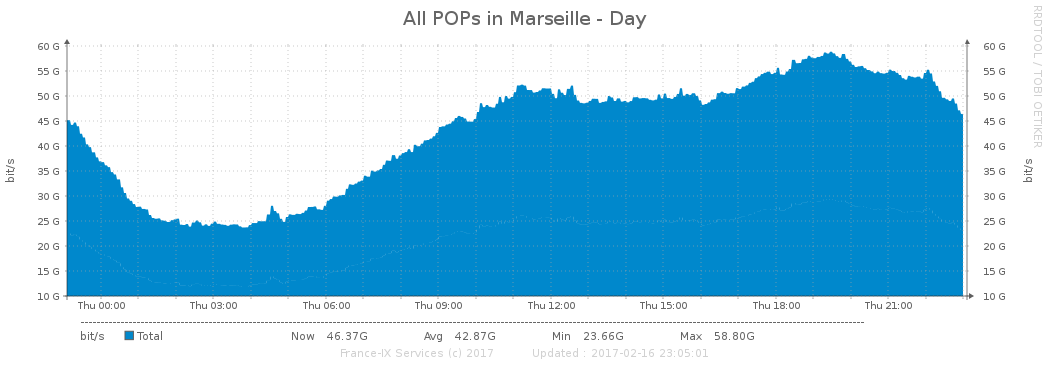 All POPs in Marseille - Day
RRDTOOL / TOBI OETIKER
60 G 60 G
55 G 55 G
50 G 50 G
45 G 45 G
40 G 40 G
35 G 35 G
30 G 30 G
25 G 25 G
20 G 20 G
15 G 15 G
10 G 10 G
bit/s
bit/s
Thu 00:00 Thu 03:00 Thu 06:00 Thu 09:00 Thu 12:00 Thu 15:00 Thu 18:00 Thu 21:00
bit/s Total Now 46.37G Avg 42.87G Min 23.66G Max 58.80G
France-IX Services (c) 2017 Updated : 2017-02-16 23:05:01